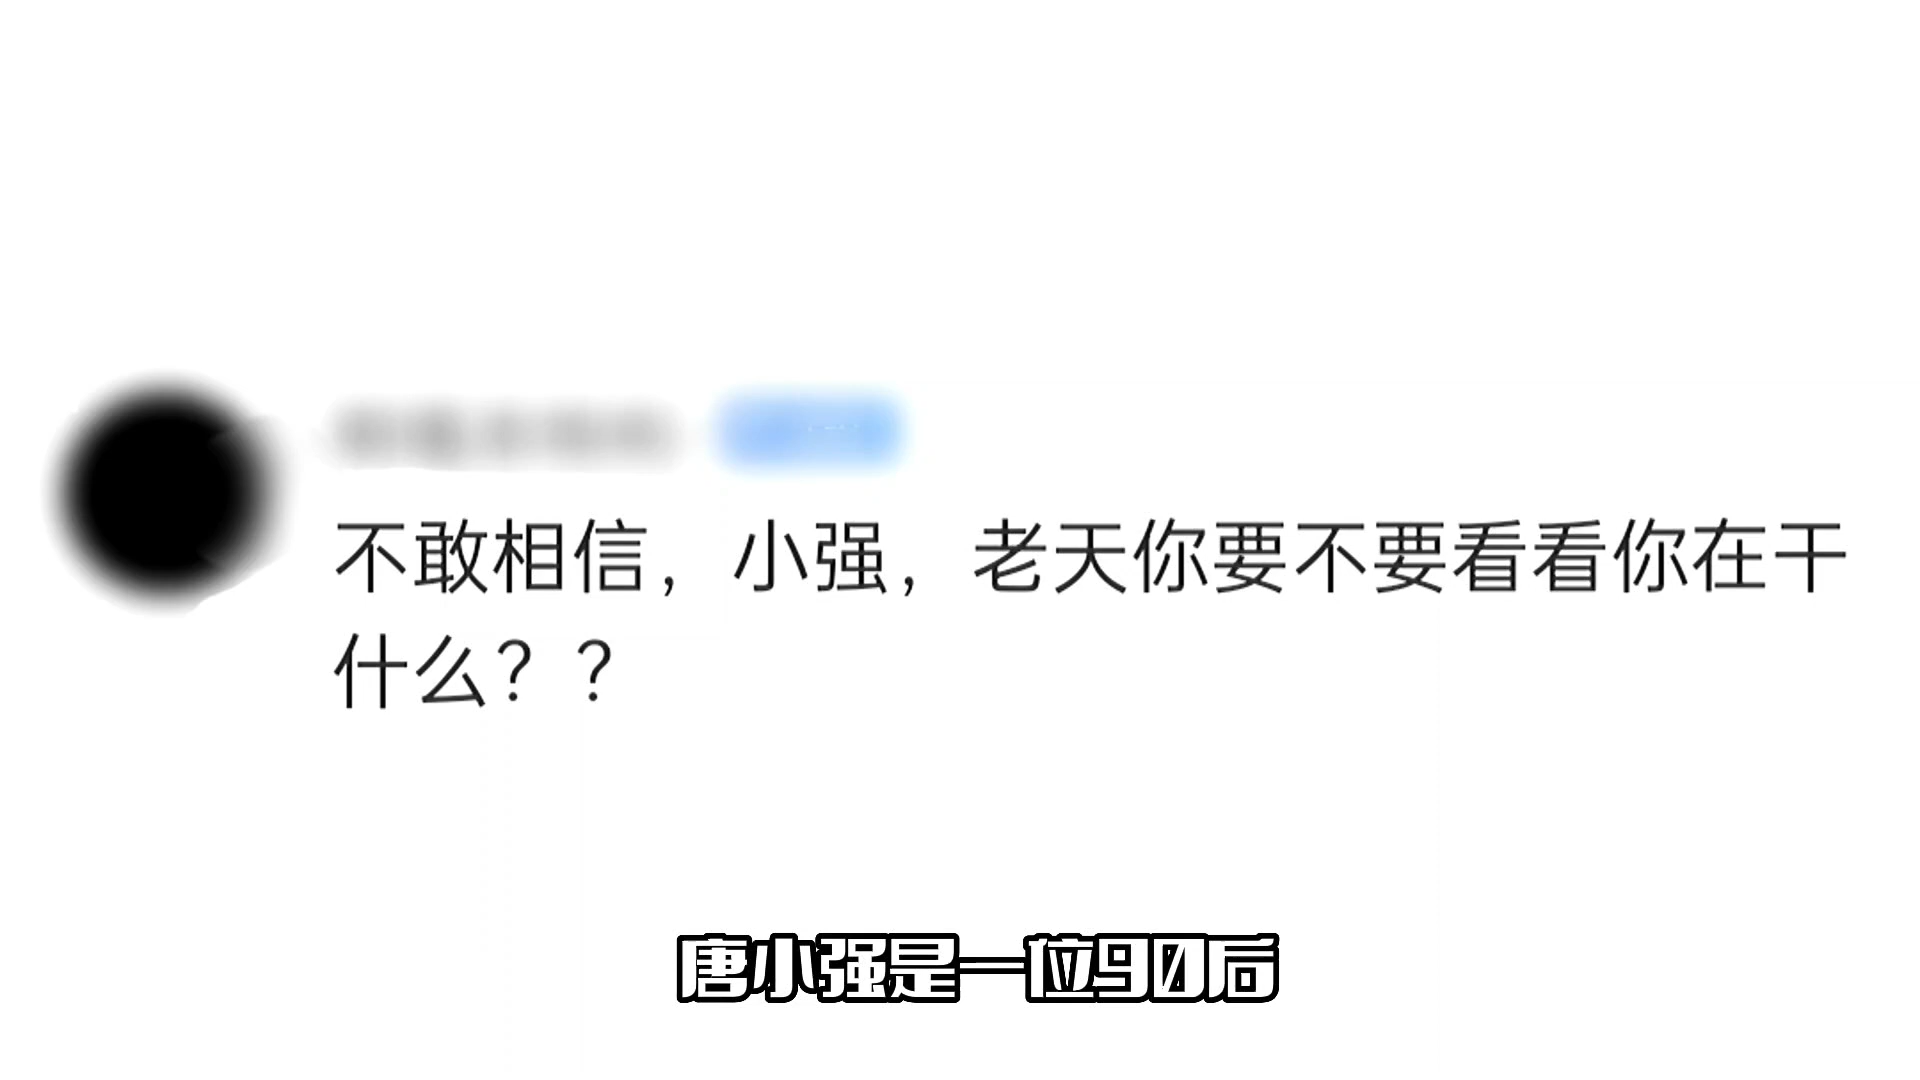 不敢相信，小强，老天你要不要看看你在干
什么？？
唐小强是一位90后